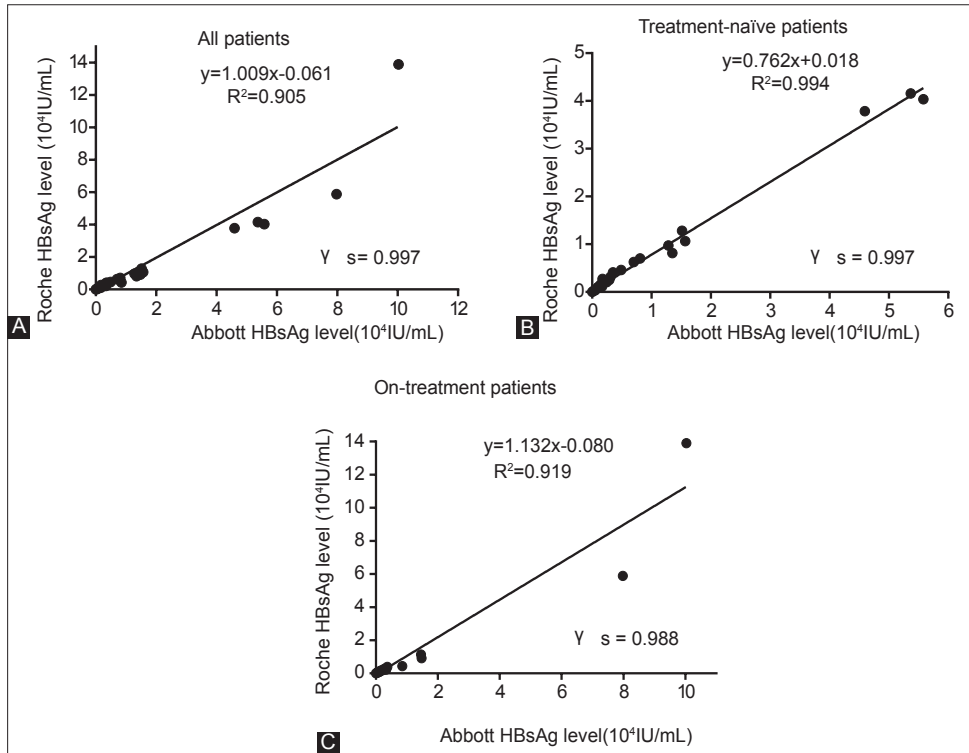 All patients
y=1.009x-0.061
R²=0.905
Roche HBsAg level (10⁴IU/mL)
14
12
10
8
6
4
2
0
γ s=0.997
0 2 4 6 8 10 12
Abbott HBsAg level(10⁴IU/mL)
A
Treatment-naïve patients
y=0.762x+0.018
R²=0.994
Roche HBsAg level (10⁴IU/mL)
5
4
3
2
1
0
γ s=0.997
0 1 2 3 4 5 6
Abbott HBsAg level(10⁴IU/mL)
B
On-treatment patients
y=1.132x-0.080
R²=0.919
Roche HBsAg level (10⁴IU/mL)
14
12
10
8
6
4
2
0
γ s = 0.988
0 2 4 6 8 10
Abbott HBsAg level(10⁴IU/mL)
C